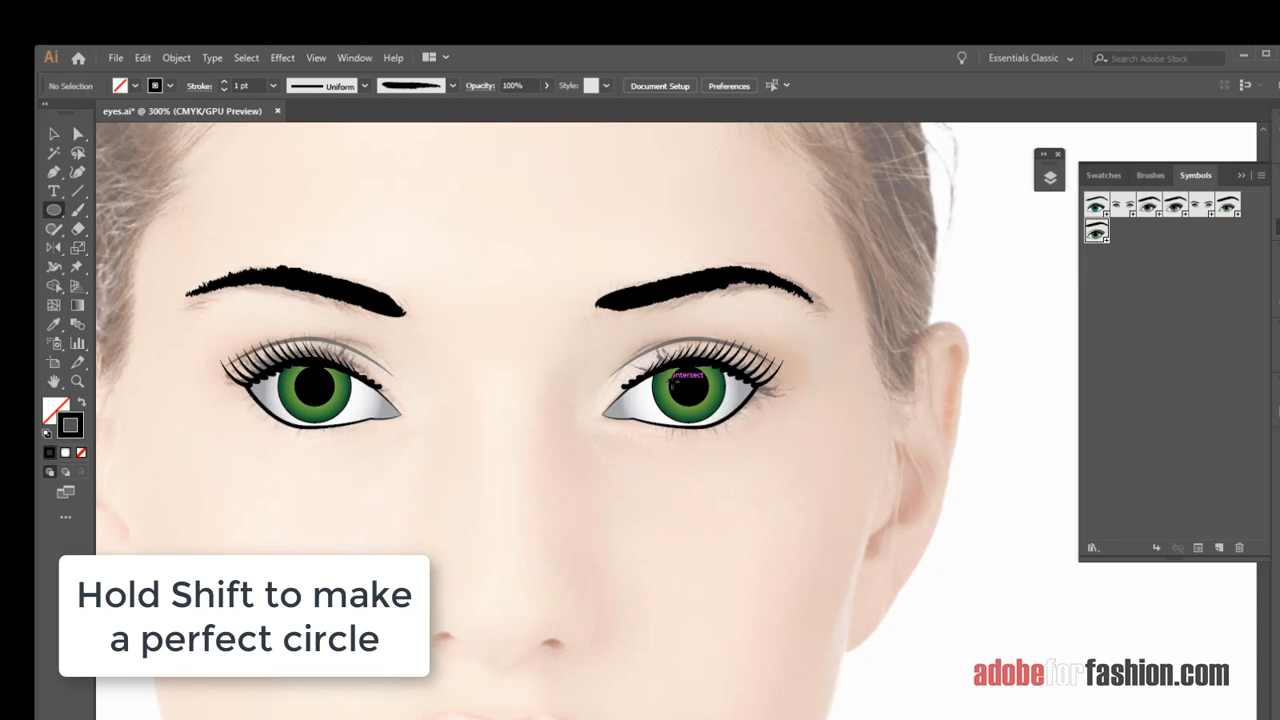 Ai File Edit Object Type Select Effect View Window Help Essentials Classic Search Adobe Stock
No Selection Stroke: 1 pt Uniform Opacity: 100% Style: Document Setup Preferences
eyes.ai* @ 300% (CMYK/GPU Preview)
Swatches Brushes Symbols
intersect
Hold Shift to make
a perfect circle
adobeforfashion.com